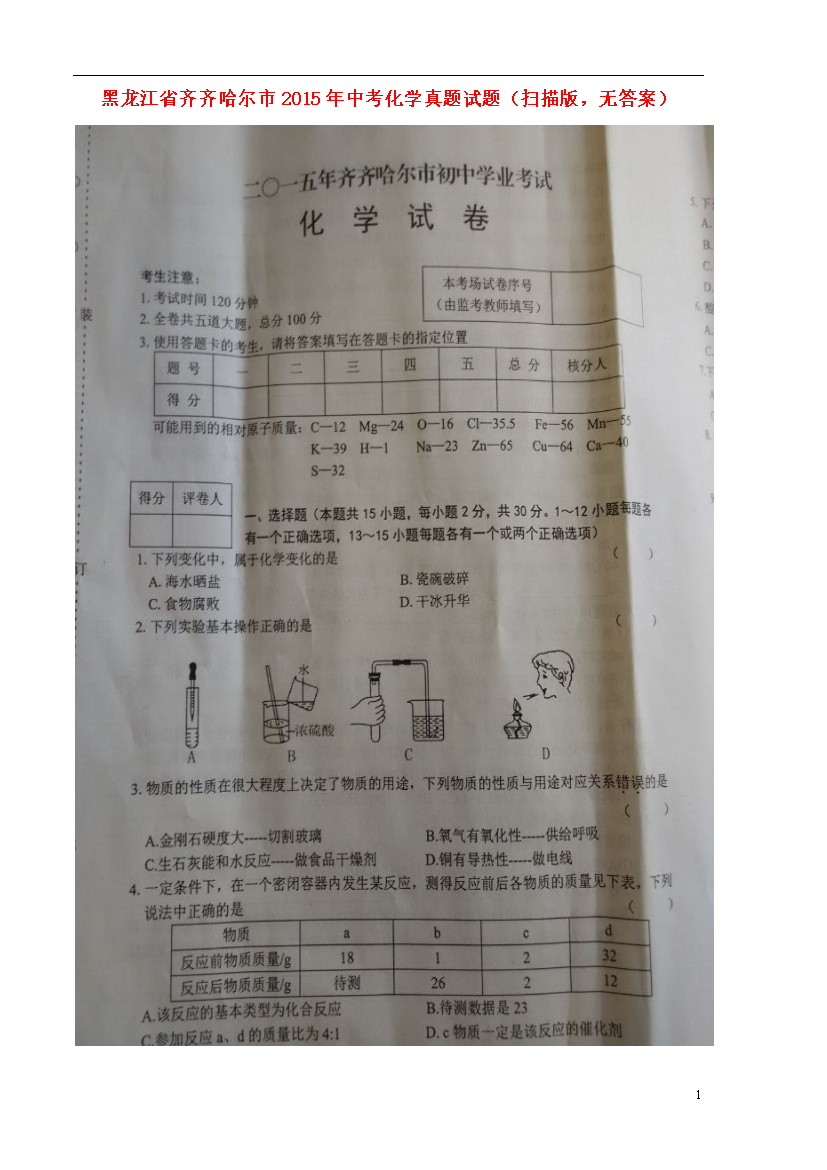 黑龙江省齐齐哈尔市 2015 年中考化学真题试题（扫描版，无答案）
二〇一五年齐齐哈尔市初中学业考试
化 学 试 卷
考生注意：
1. 考试时间 120 分钟
2. 全卷共五道大题，总分 100 分
3. 使用答题卡的考生，请将答案填写在答题卡的指定位置
本考场试卷序号
（由监考教师填写）
装
订
题 号 一 二 三 四 五 总 分 核分人
得 分
可能用到的相对原子质量：C—12 Mg—24 O—16 Cl—35.5 Fe—56 Mn—55
K—39 H—1 Na—23 Zn—65 Cu—64 Ca—40
S—32
得分 评卷人
一、选择题（本题共 15 小题，每小题 2 分，共 30 分。1～12 小题每题各
有一个正确选项，13～15 小题每题各有一个或两个正确选项）
1. 下列变化中，属于化学变化的是 （ ）
A. 海水晒盐 B. 瓷碗破碎
C. 食物腐败 D. 干冰升华
2. 下列实验基本操作正确的是 （ ）
水
浓硫酸
A B C D
3. 物质的性质在很大程度上决定了物质的用途，下列物质的性质与用途对应关系错误的是
（ ）
A.金刚石硬度大-----切割玻璃 B.氧气有氧化性-----供给呼吸
C.生石灰能和水反应-----做食品干燥剂 D.铜有导热性-----做电线
4. 一定条件下，在一个密闭容器内发生某反应，测得反应前后各物质的质量见下表，下列
说法中正确的是 （ ）
物质 a b c d
反应前物质质量/g 18 1 2 32
反应后物质质量/g 待测 26 2 12
A.该反应的基本类型为化合反应 B.待测数据是 23
C.参加反应 a、d 的质量比为 4:1 D. c 物质一定是该反应的催化剂
5. 下
A.
B.
C.
D.
6. 酸
A.
C.
7. 下
1